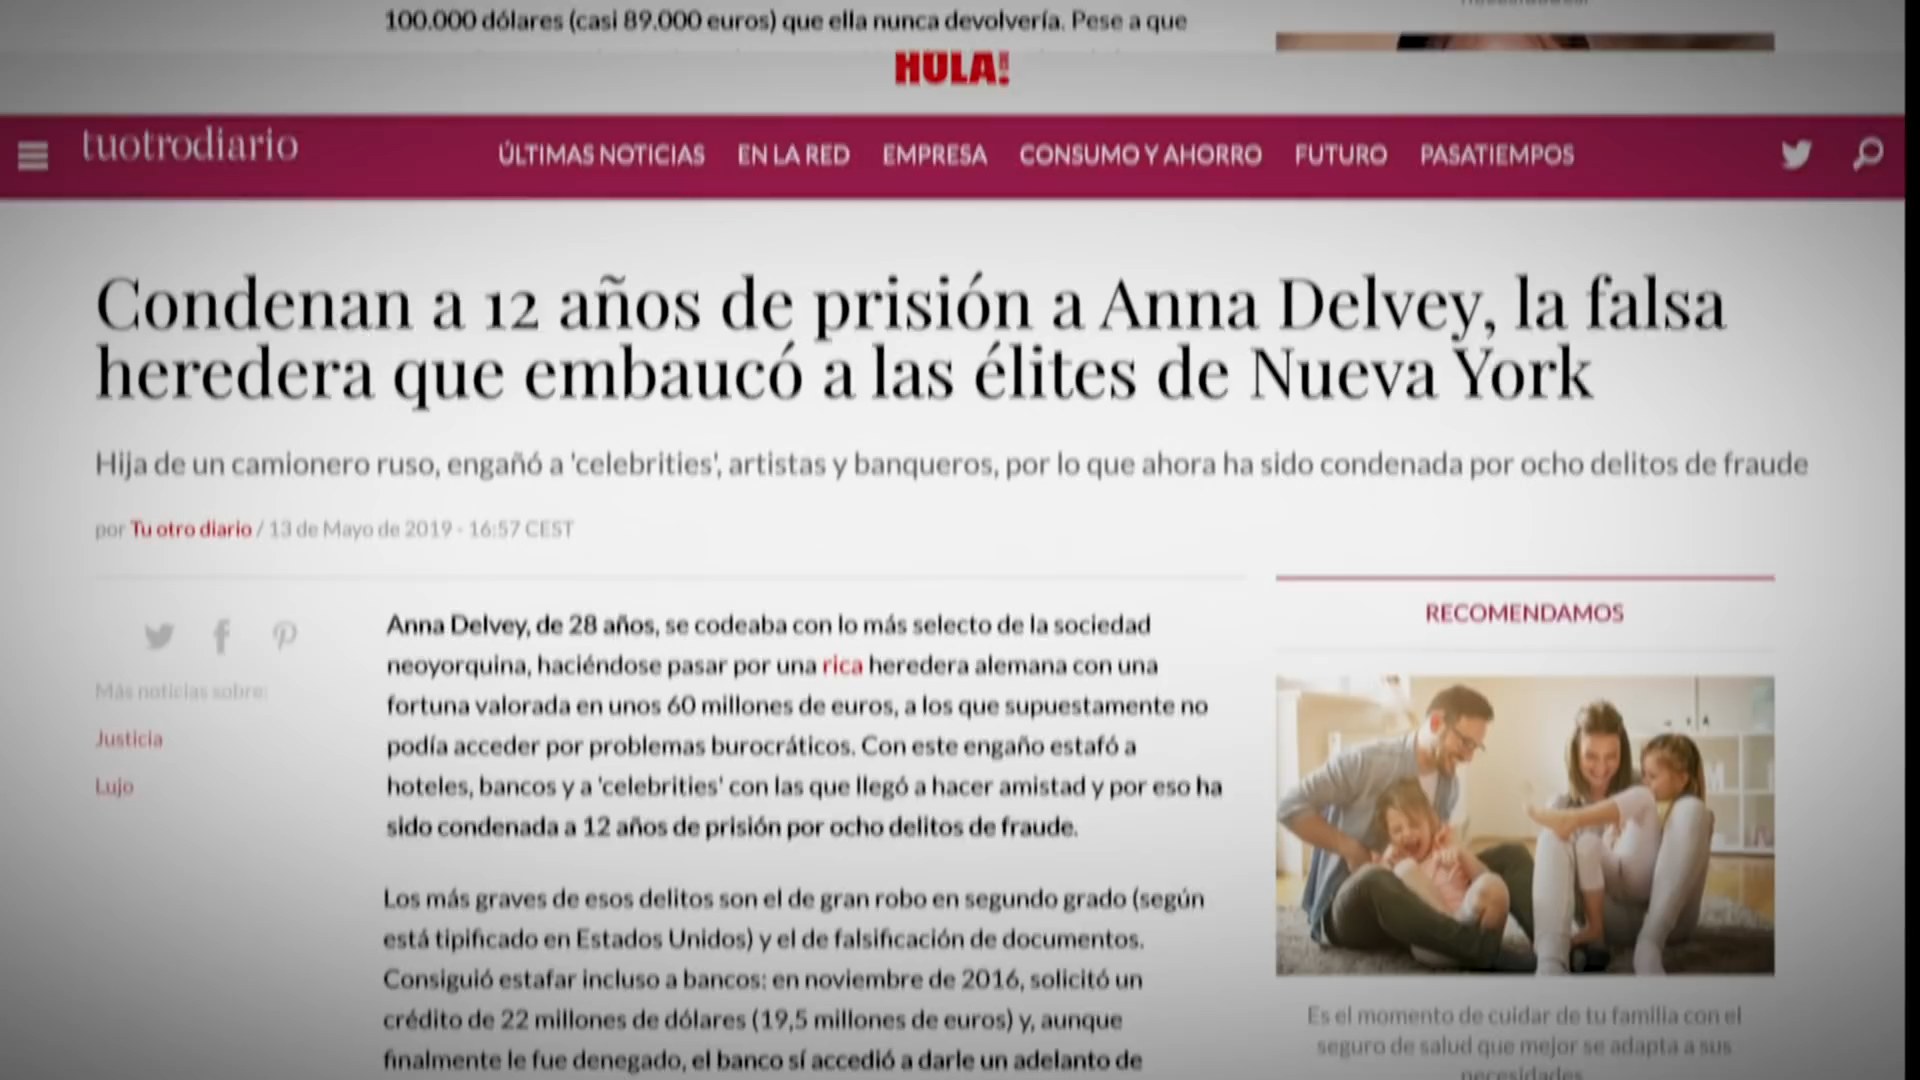 100.000 dólares (casi 89.000 euros) que ella nunca devolvería. Pese a que
HULA!
tuotrodiario
ÚLTIMAS NOTICIAS EN LA RED EMPRESA CONSUMO Y AHORRO FUTURO PASATIEMPOS
Condenan a 12 años de prisión a Anna Delvey, la falsa
heredera que embaucó a las élites de Nueva York
Hija de un camionero ruso, engañó a 'celebrities', artistas y banqueros, por lo que ahora ha sido condenada por ocho delitos de fraude
por Tu otro diario / 13 de Mayo de 2019 - 16:57 CEST
Más noticias sobre:
Justicia
Lujo
Anna Delvey, de 28 años, se codeaba con lo más selecto de la sociedad
neoyorquina, haciéndose pasar por una rica heredera alemana con una
fortuna valorada en unos 60 millones de euros, a los que supuestamente no
podía acceder por problemas burocráticos. Con este engaño estafó a
hoteles, bancos y a 'celebrities' con las que llegó a hacer amistad y por eso ha
sido condenada a 12 años de prisión por ocho delitos de fraude.
Los más graves de esos delitos son el de gran robo en segundo grado (según
está tipificado en Estados Unidos) y el de falsificación de documentos.
Consiguió estafar incluso a bancos: en noviembre de 2016, solicitó un
crédito de 22 millones de dólares (19,5 millones de euros) y, aunque
finalmente le fue denegado, el banco sí accedió a darle un adelanto de
RECOMENDAMOS
Es el momento de cuidar de tu familia con el
seguro de salud que mejor se adapta a sus
necesidades